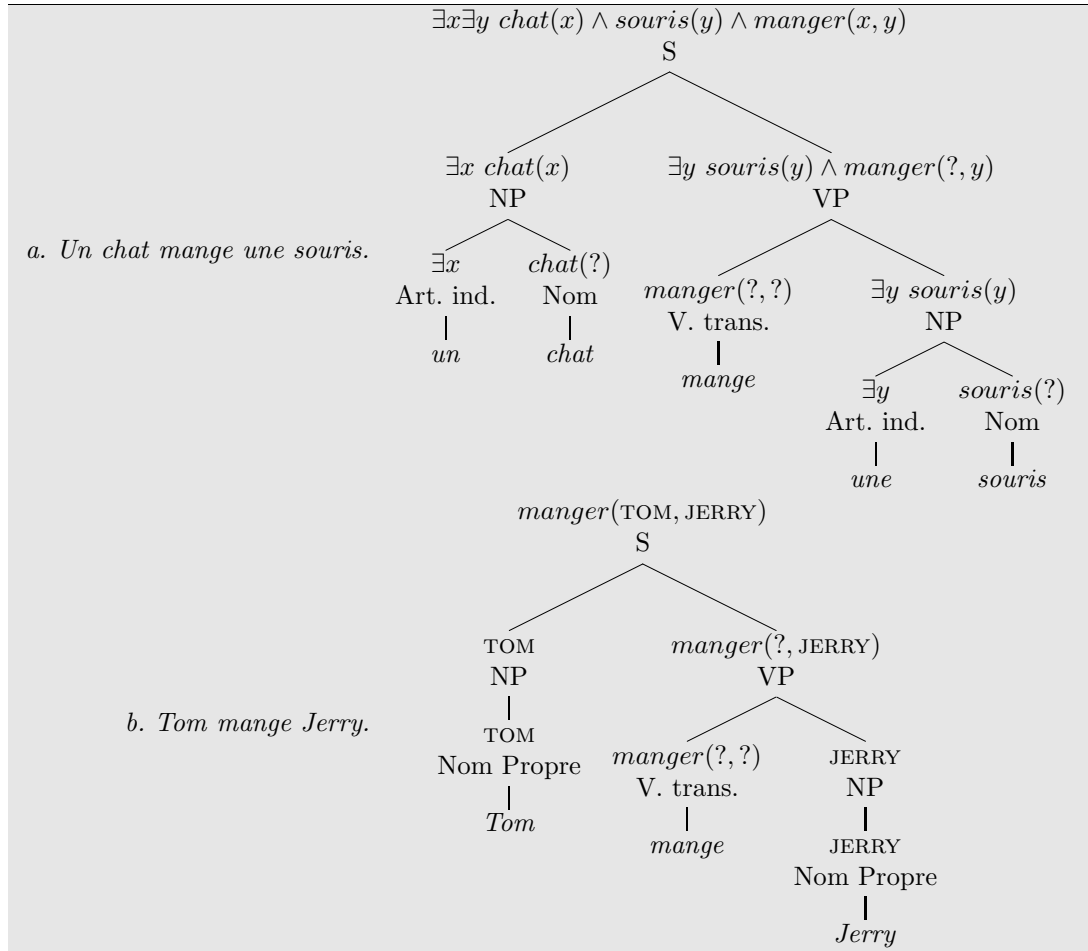 ∃x∃y chat(x) ∧ souris(y) ∧ manger(x, y)
S
∃x chat(x) ∃y souris(y) ∧ manger(?, y)
NP VP
a. Un chat mange une souris.
∃x chat(?) manger(?, ?) ∃y souris(y)
Art. ind. Nom V. trans. NP
un chat mange
∃y souris(?)
Art. ind. Nom
une souris
manger(TOM, JERRY)
S
TOM manger(?, JERRY)
NP VP
b. Tom mange Jerry.
TOM manger(?, ?) JERRY
Nom Propre V. trans. NP
Tom mange JERRY
Nom Propre
Jerry